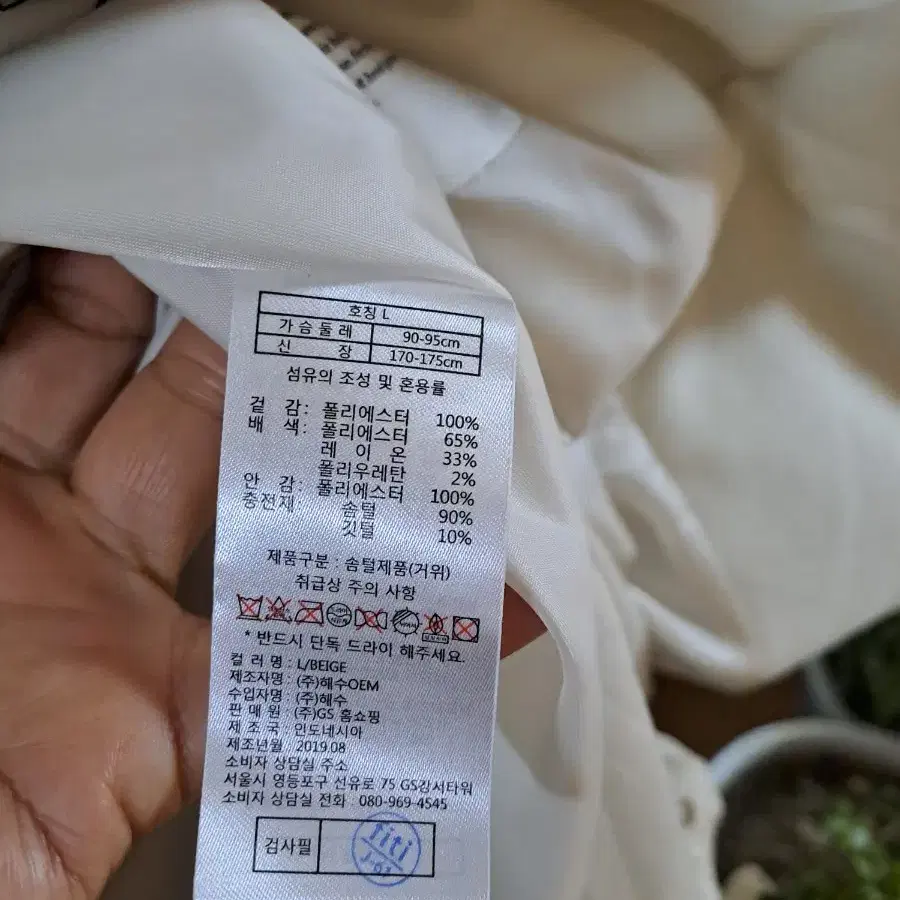 호칭 L
가슴둘레 90-95cm
신 장 170-175cm
섬유의 조성 및 혼용률
겉 감: 폴리에스터 100%
배 색: 폴리에스터 65%
레 이 온 33%
폴리우레탄 2%
안 감: 폴리에스터 100%
충전재: 솜털 90%
깃털 10%
제품구분 : 솜털제품(거위)
취급상 주의 사항
* 반드시 단독 드라이 해주세요.
컬 러 명 : L/BEIGE
제조자명 : (주)해수OEM
수입자명 : (주)해수
판 매 원 : (주)GS 홈쇼핑
제 조 국 : 인도네시아
제조년월 : 2019.08
소비자 상담실 주소
서울시 영등포구 선유로 75 GS강서타워
소비자 상담실 전화 : 080-969-4545
검사필
fiti
J-61